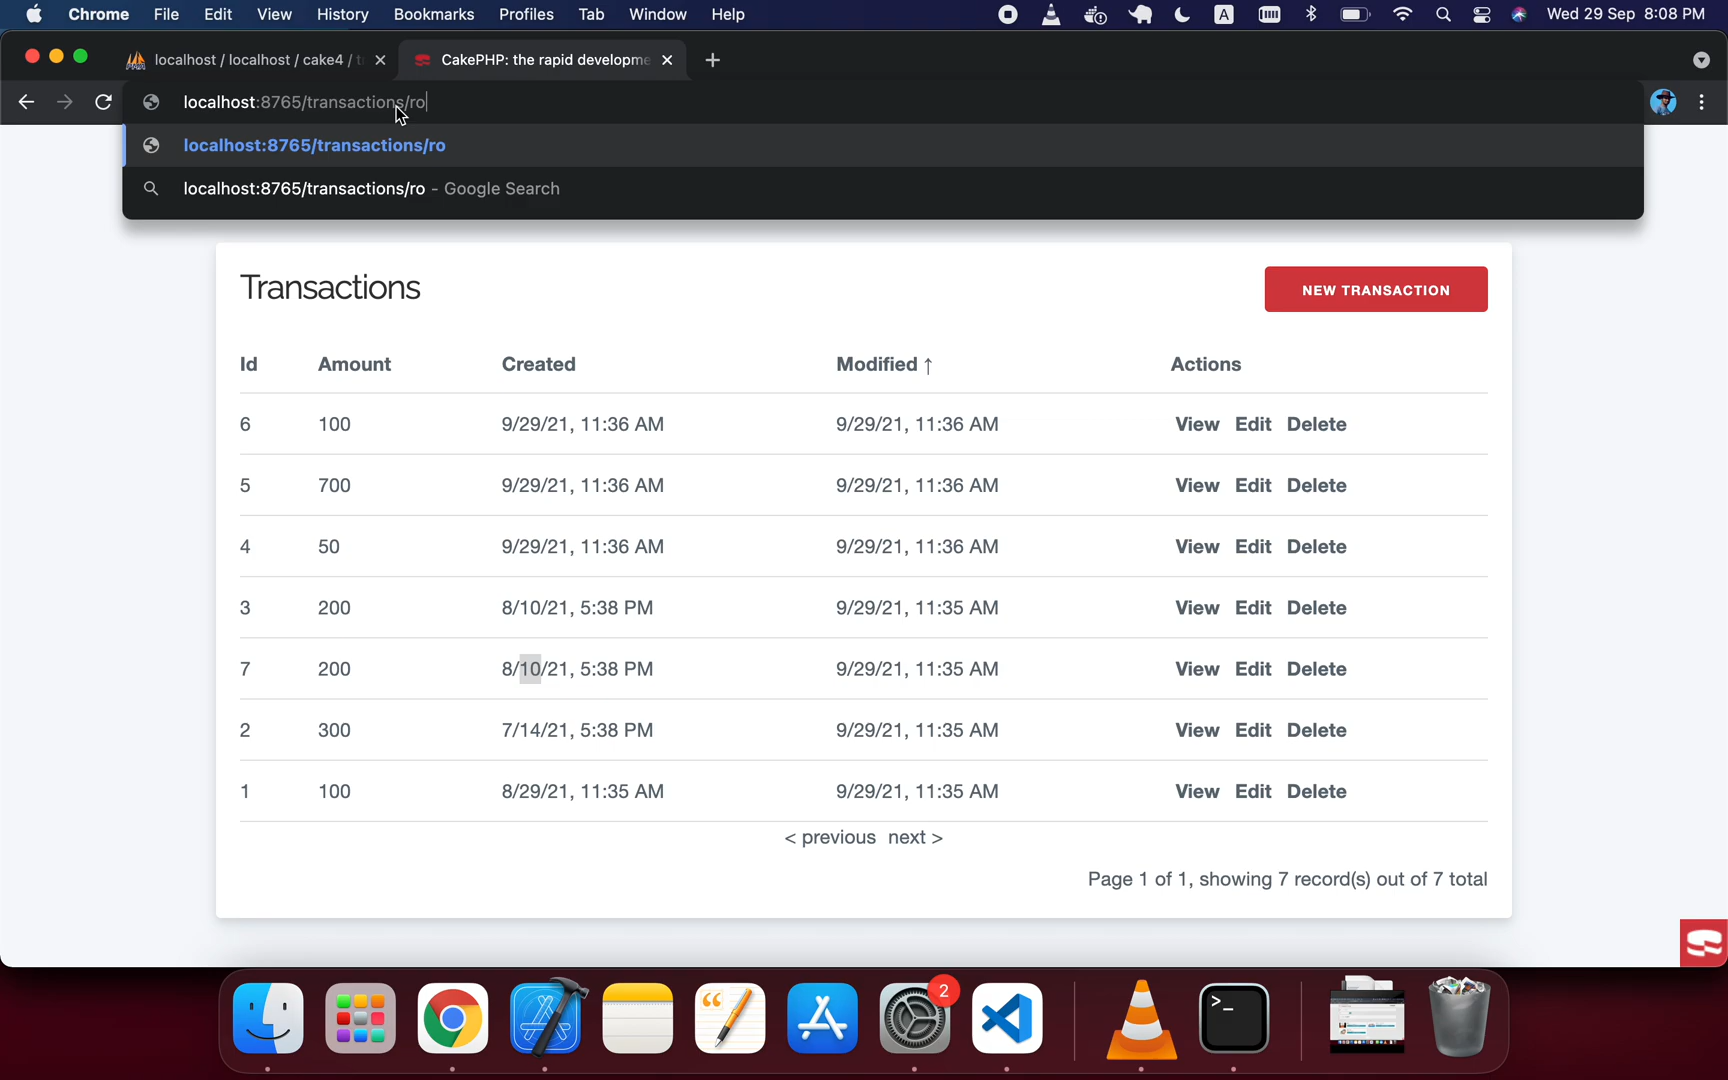 Chrome File Edit View History Bookmarks Profiles Tab Window Help A Wed 29 Sep 8:08 PM
localhost / localhost / cake4 / t CakePHP: the rapid developme
localhost:8765/transactions/ro
localhost:8765/transactions/ro
localhost:8765/transactions/ro - Google Search
Transactions NEW TRANSACTION
Id Amount Created Modified ↑ Actions
6 100 9/29/21, 11:36 AM 9/29/21, 11:36 AM View Edit Delete
5 700 9/29/21, 11:36 AM 9/29/21, 11:36 AM View Edit Delete
4 50 9/29/21, 11:36 AM 9/29/21, 11:36 AM View Edit Delete
3 200 8/10/21, 5:38 PM 9/29/21, 11:35 AM View Edit Delete
7 200 8/10/21, 5:38 PM 9/29/21, 11:35 AM View Edit Delete
2 300 7/14/21, 5:38 PM 9/29/21, 11:35 AM View Edit Delete
1 100 8/29/21, 11:35 AM 9/29/21, 11:35 AM View Edit Delete
< previous next >
Page 1 of 1, showing 7 record(s) out of 7 total
2